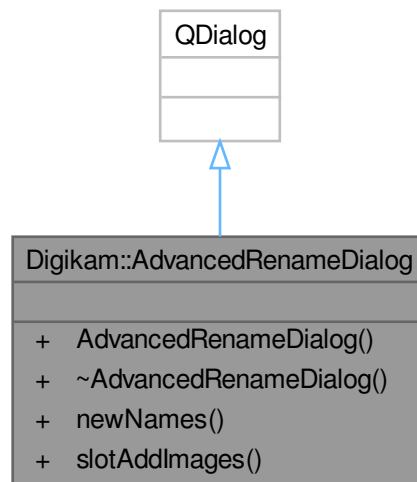 QDialog
Digikam::AdvancedRenameDialog
+ AdvancedRenameDialog()
+ ~AdvancedRenameDialog()
+ newNames()
+ slotAddImages()